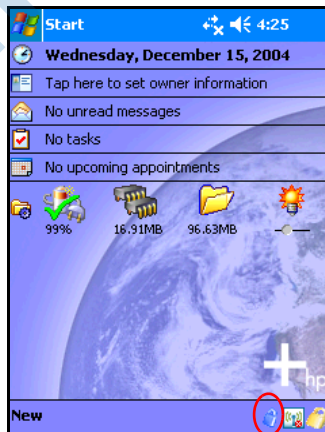 Start 4:25
Wednesday, December 15, 2004
Tap here to set owner information
No unread messages
No tasks
No upcoming appointments
99% 16.91MB 96.63MB
hp
New